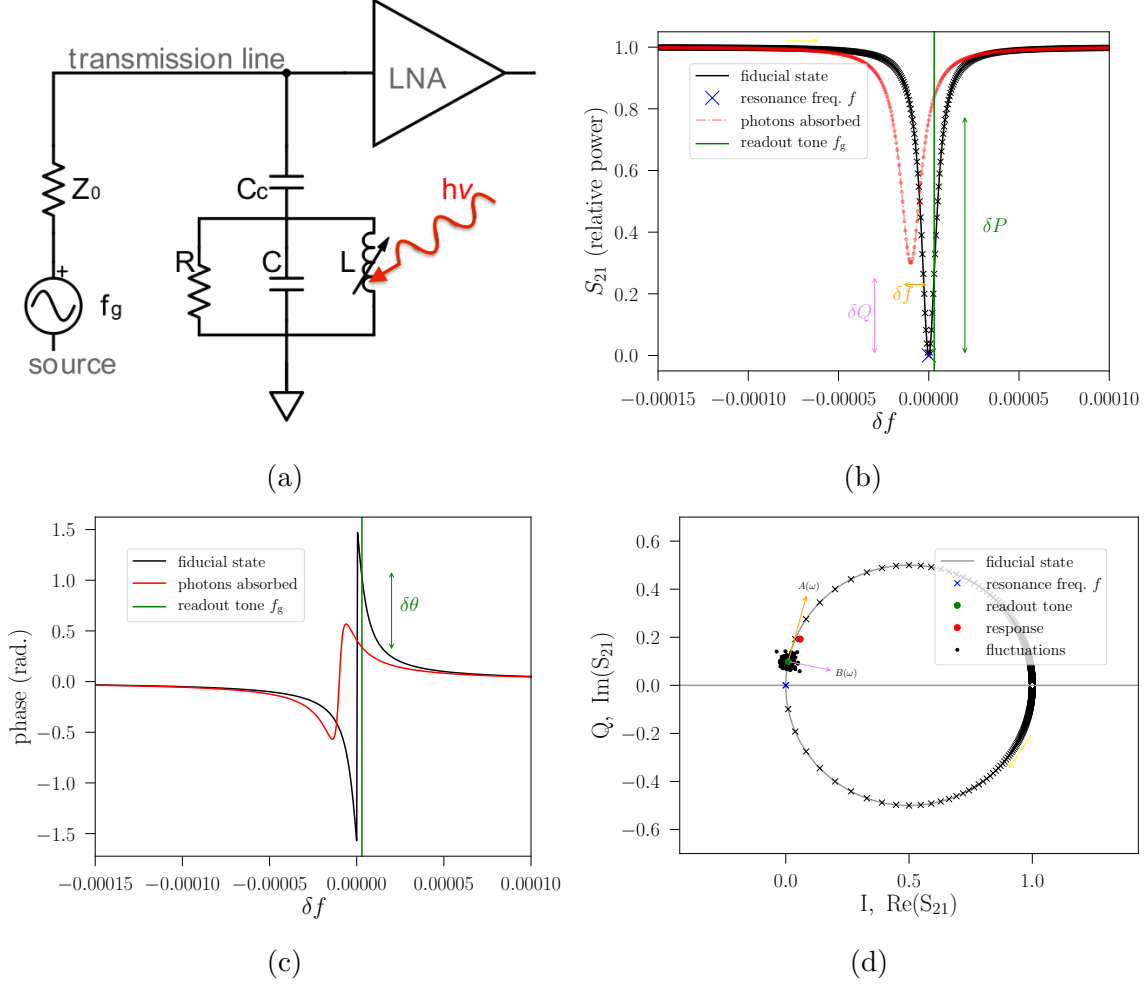 transmission line
LNA
Z0
Cc
hν
R
C
L
+
fg
source
(a)
S21 (relative power)
1.0
0.8
0.6
0.4
0.2
0.0
fiducial state
resonance freq. f
photons absorbed
readout tone fg
δP
δf
δQ
−0.00015
−0.00010
−0.00005
0.00000
0.00005
0.00010
δf
(b)
phase (rad.)
1.5
1.0
0.5
0.0
−0.5
−1.0
−1.5
fiducial state
photons absorbed
readout tone fg
δθ
−0.00015
−0.00010
−0.00005
0.00000
0.00005
0.00010
δf
(c)
Q, Im(S21)
0.6
0.4
0.2
0.0
−0.2
−0.4
−0.6
A(ω)
B(ω)
fiducial state
resonance freq. f
readout tone
response
fluctuations
0.0
0.5
1.0
I, Re(S21)
(d)